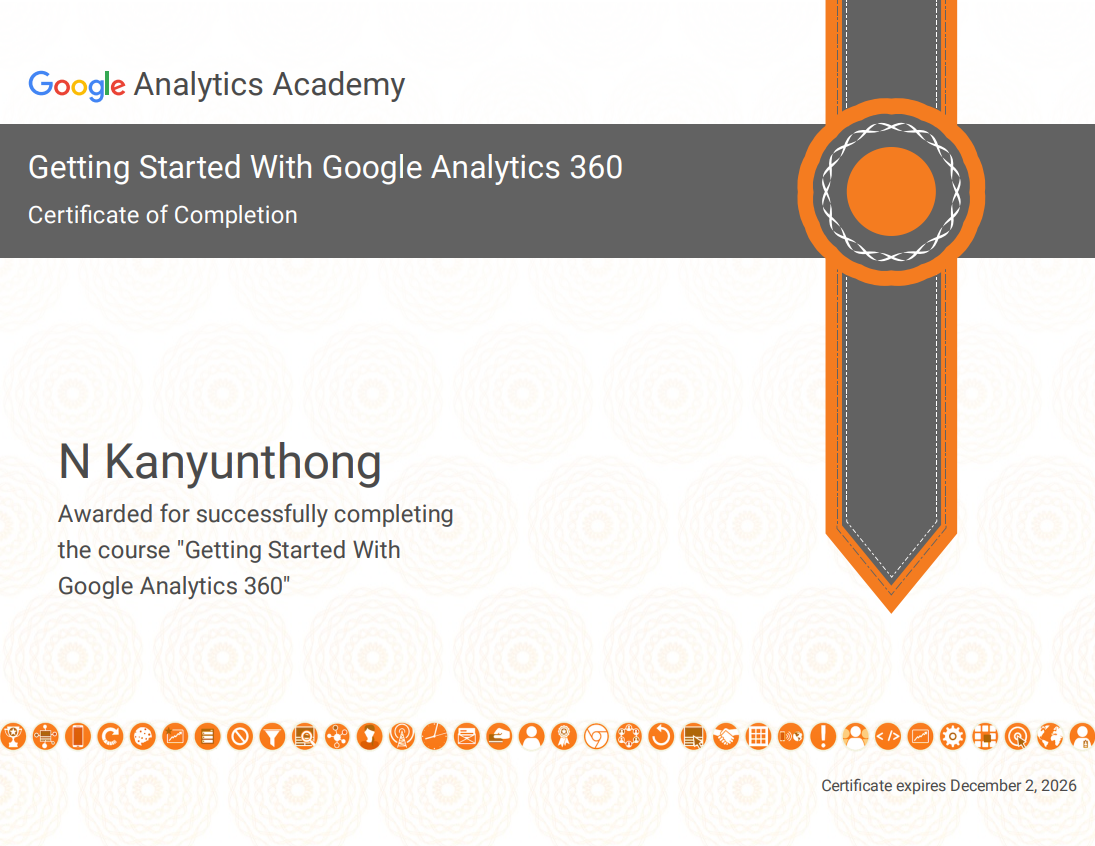 Google Analytics Academy
Getting Started With Google Analytics 360
Certificate of Completion
N Kanyunthong
Awarded for successfully completing
the course "Getting Started With
Google Analytics 360"
Certificate expires December 2, 2026